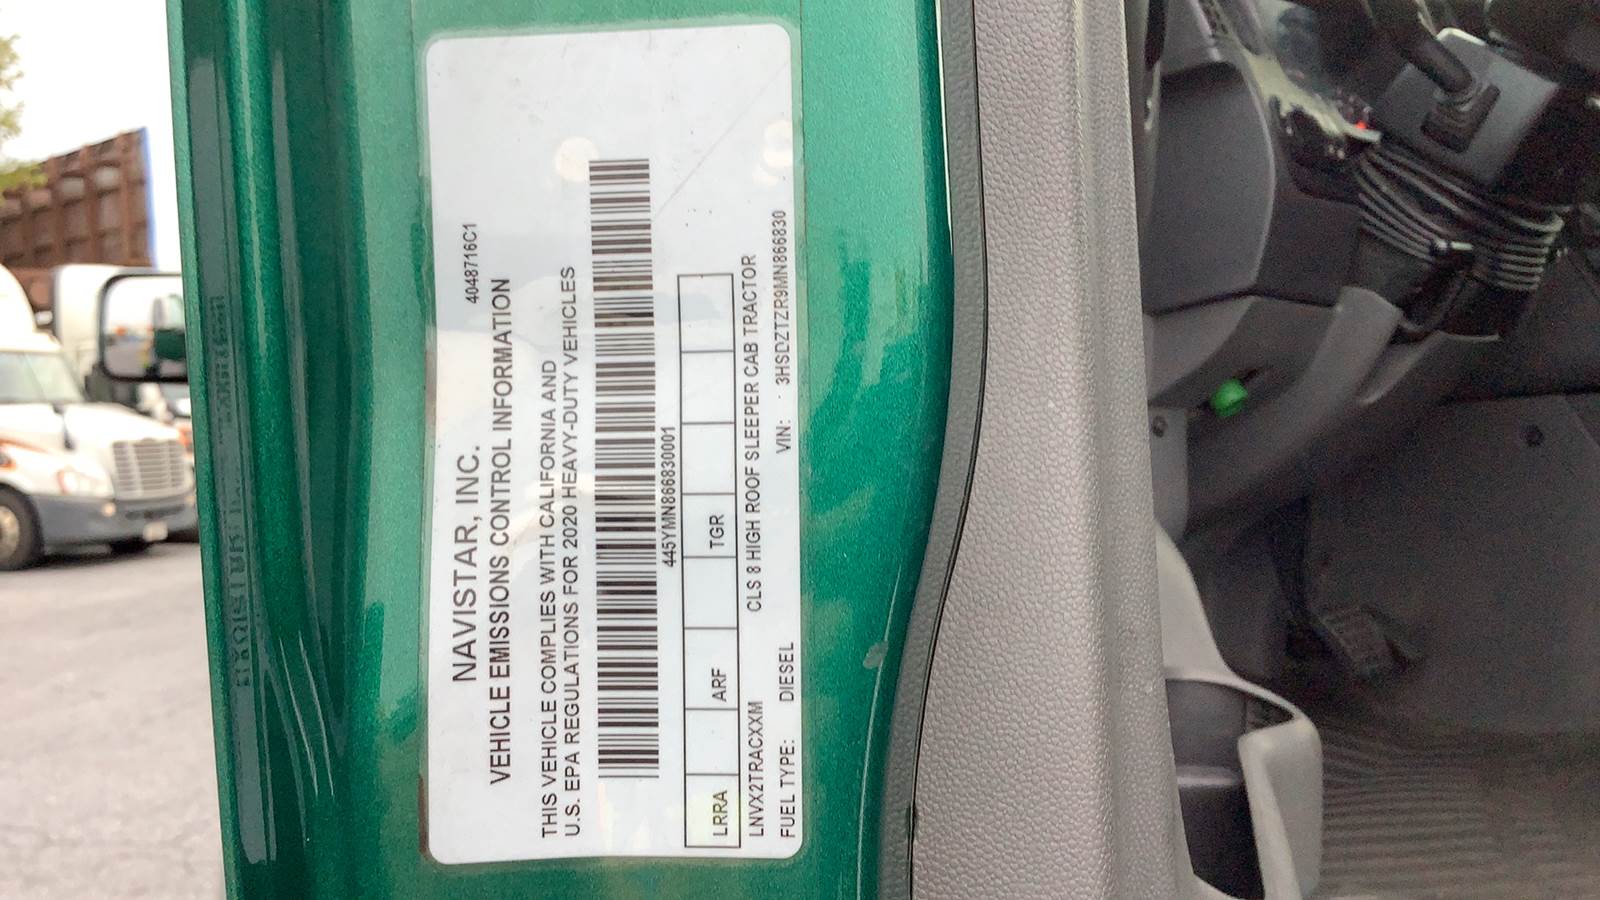 NAVISTAR, INC.
4048716C1
VEHICLE EMISSIONS CONTROL INFORMATION
THIS VEHICLE COMPLIES WITH CALIFORNIA AND
U.S. EPA REGULATIONS FOR 2020 HEAVY-DUTY VEHICLES
445YMN866830001
LRRA ARF TGR
LNVX2TRACXXM CLS 8 HIGH ROOF SLEEPER CAB TRACTOR
FUEL TYPE: DIESEL VIN: 3HSDZTZR9MN866830